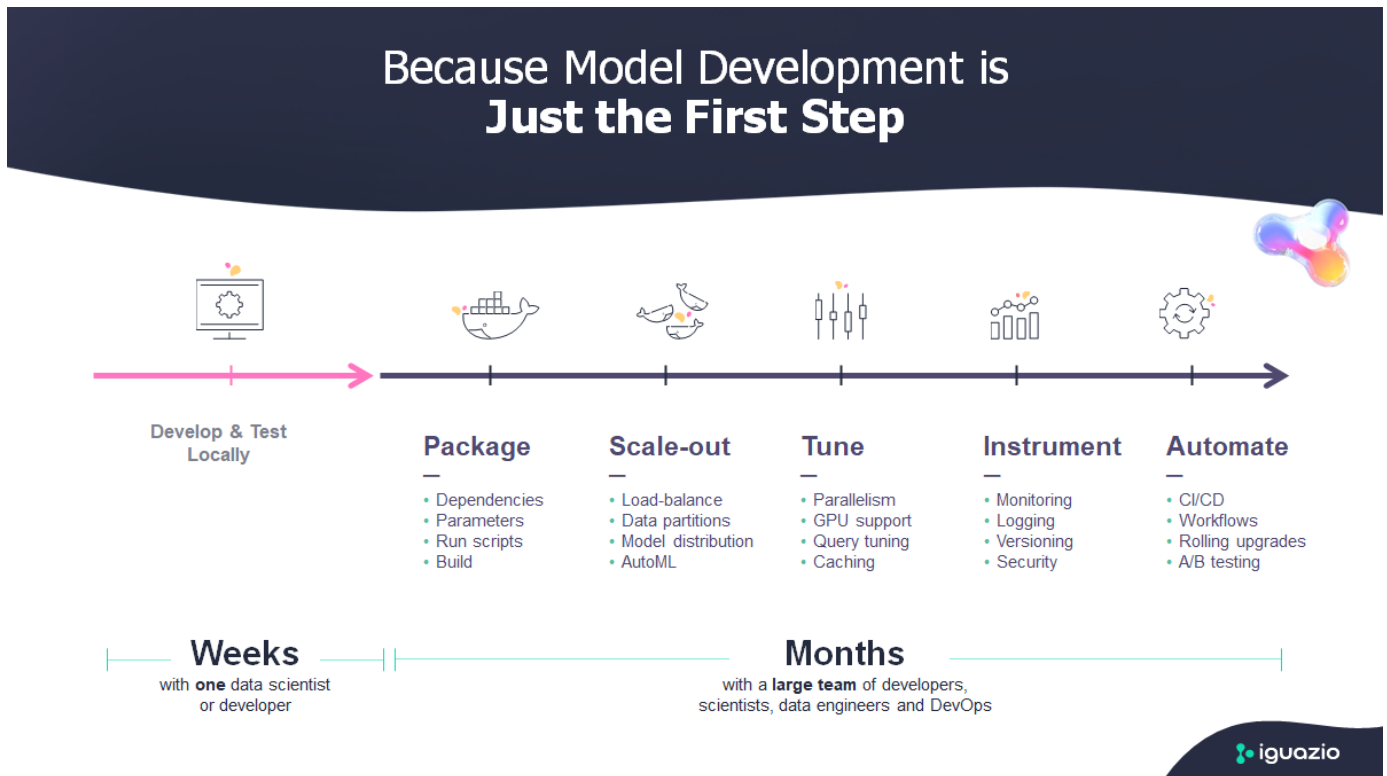 Because Model Development is
Just the First Step
Develop & Test
Locally
Package
• Dependencies
• Parameters
• Run scripts
• Build
Scale-out
• Load-balance
• Data partitions
• Model distribution
• AutoML
Tune
• Parallelism
• GPU support
• Query tuning
• Caching
Instrument
• Monitoring
• Logging
• Versioning
• Security
Automate
• CI/CD
• Workflows
• Rolling upgrades
• A/B testing
Weeks
with one data scientist
or developer
Months
with a large team of developers,
scientists, data engineers and DevOps
iguazio